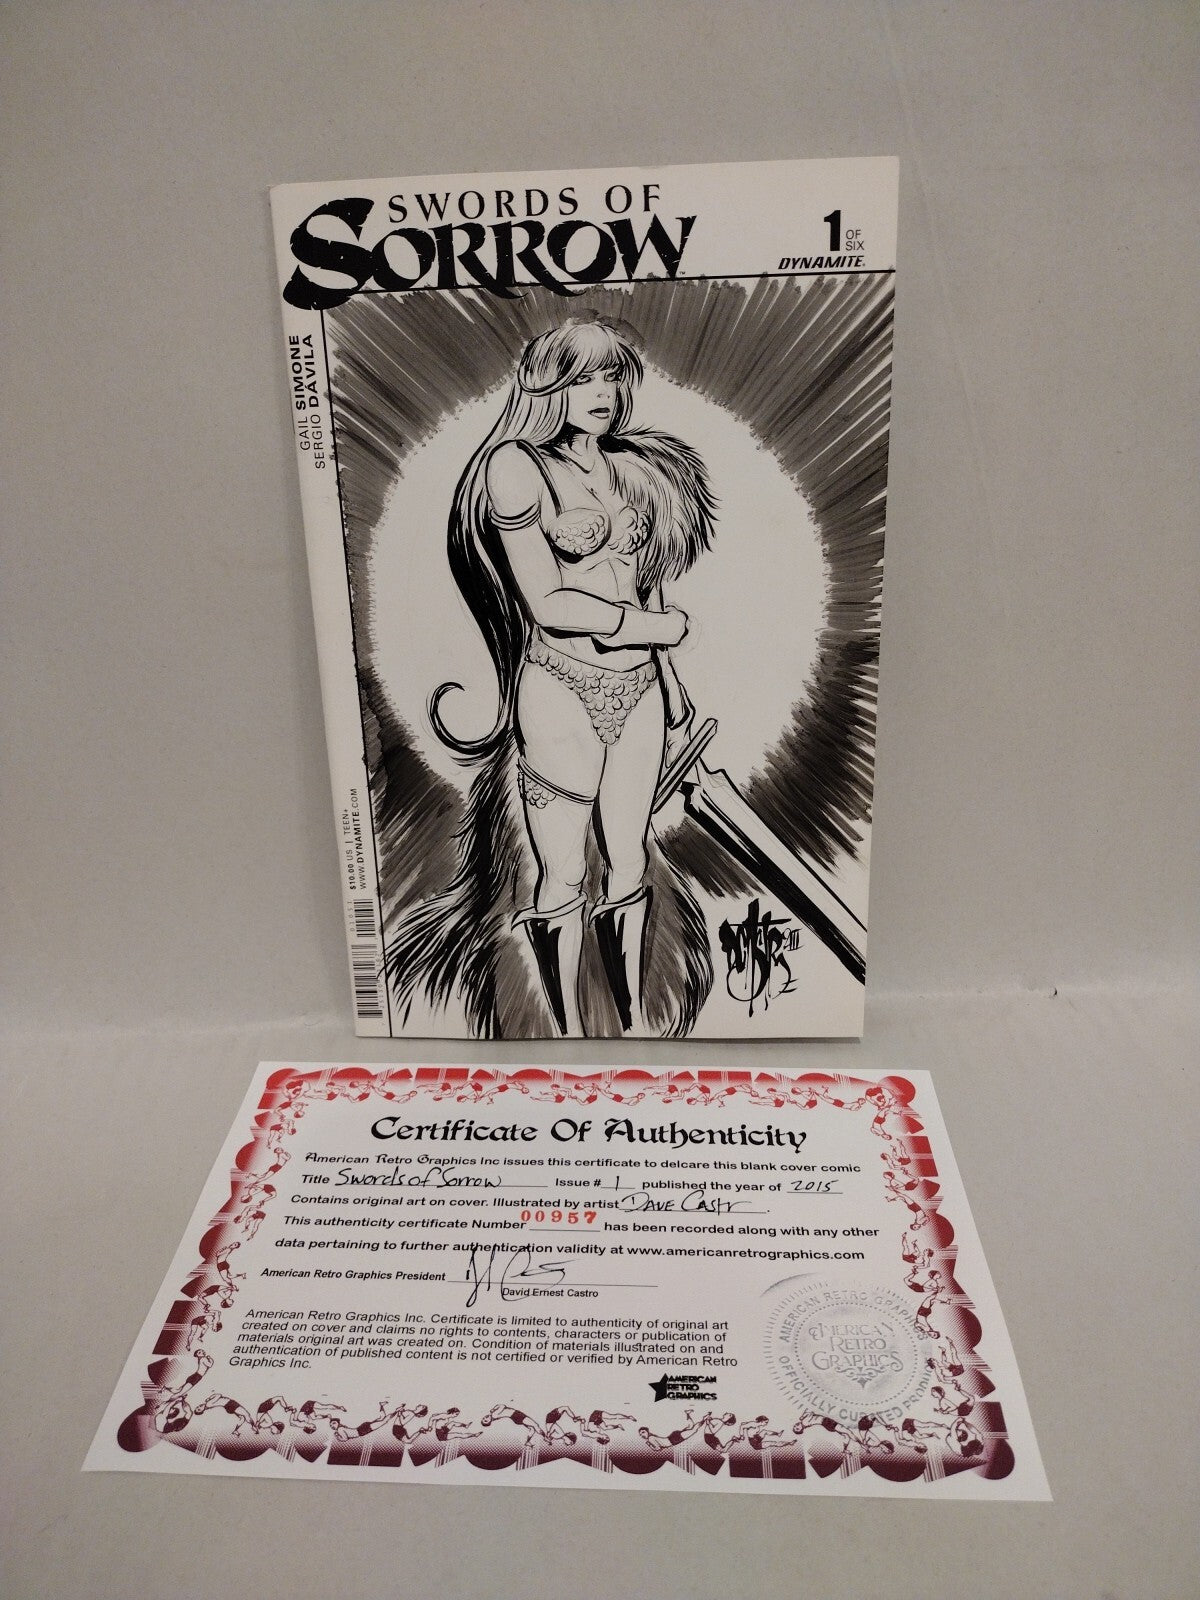 SWORDS OF
SORROW™
1 OF SIX
DYNAMITE.
GAIL SIMONE
SERGIO DÁVILA
$10.00 US | TEEN+
WWW.DYNAMITE.COM
Certificate Of Authenticity
American Retro Graphics Inc issues this certificate to delcare this blank cover comic
Title Swords of Sorrow Issue # 1 published the year of 2015
Contains original art on cover. Illustrated by artist Dave Castr
This authenticity certificate Number 00957 has been recorded along with any other
data pertaining to further authentication validity at www.americanretrographics.com
American Retro Graphics President
David Ernest Castro
American Retro Graphics Inc. Certificate is limited to authenticity of original art
created on cover and claims no rights to contents, characters or publication of
materials original art was created on. Condition of materials illustrated on and
authentication of published content is not certified or verified by American Retro
Graphics Inc.
AMERICAN
RETRO
GRAPHICS
AMERICAN RETRO GRAPHICS
AMERICAN
RETRO
GRAPHICS
OFFICIALLY CURATED PRODUCT